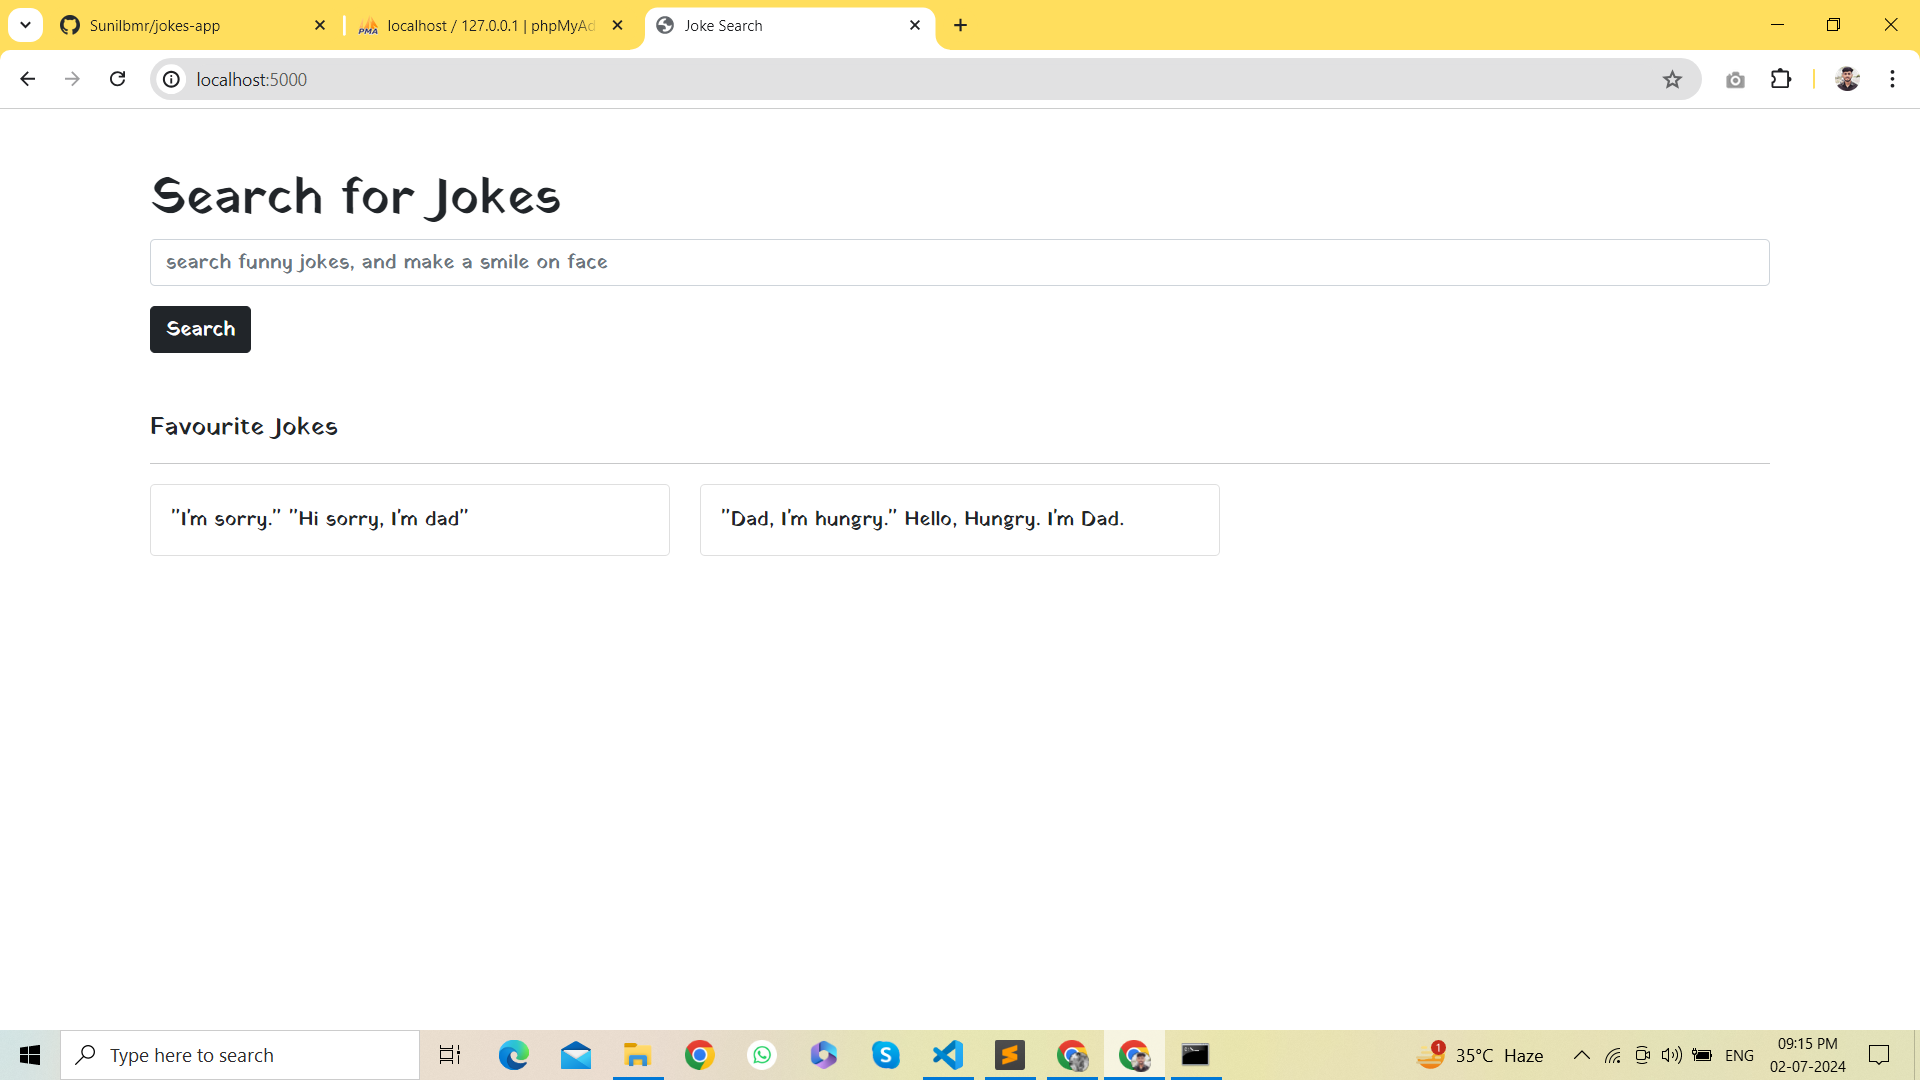 Sunilbmr/jokes-app
localhost / 127.0.0.1 | phpMyAd
Joke Search
localhost:5000
Search for Jokes
search funny jokes, and make a smile on face
Search
Favourite Jokes
"I'm sorry." "Hi sorry, I'm dad"
"Dad, I'm hungry." Hello, Hungry. I'm Dad.
Type here to search
1
35°C Haze
ENG
09:15 PM
02-07-2024